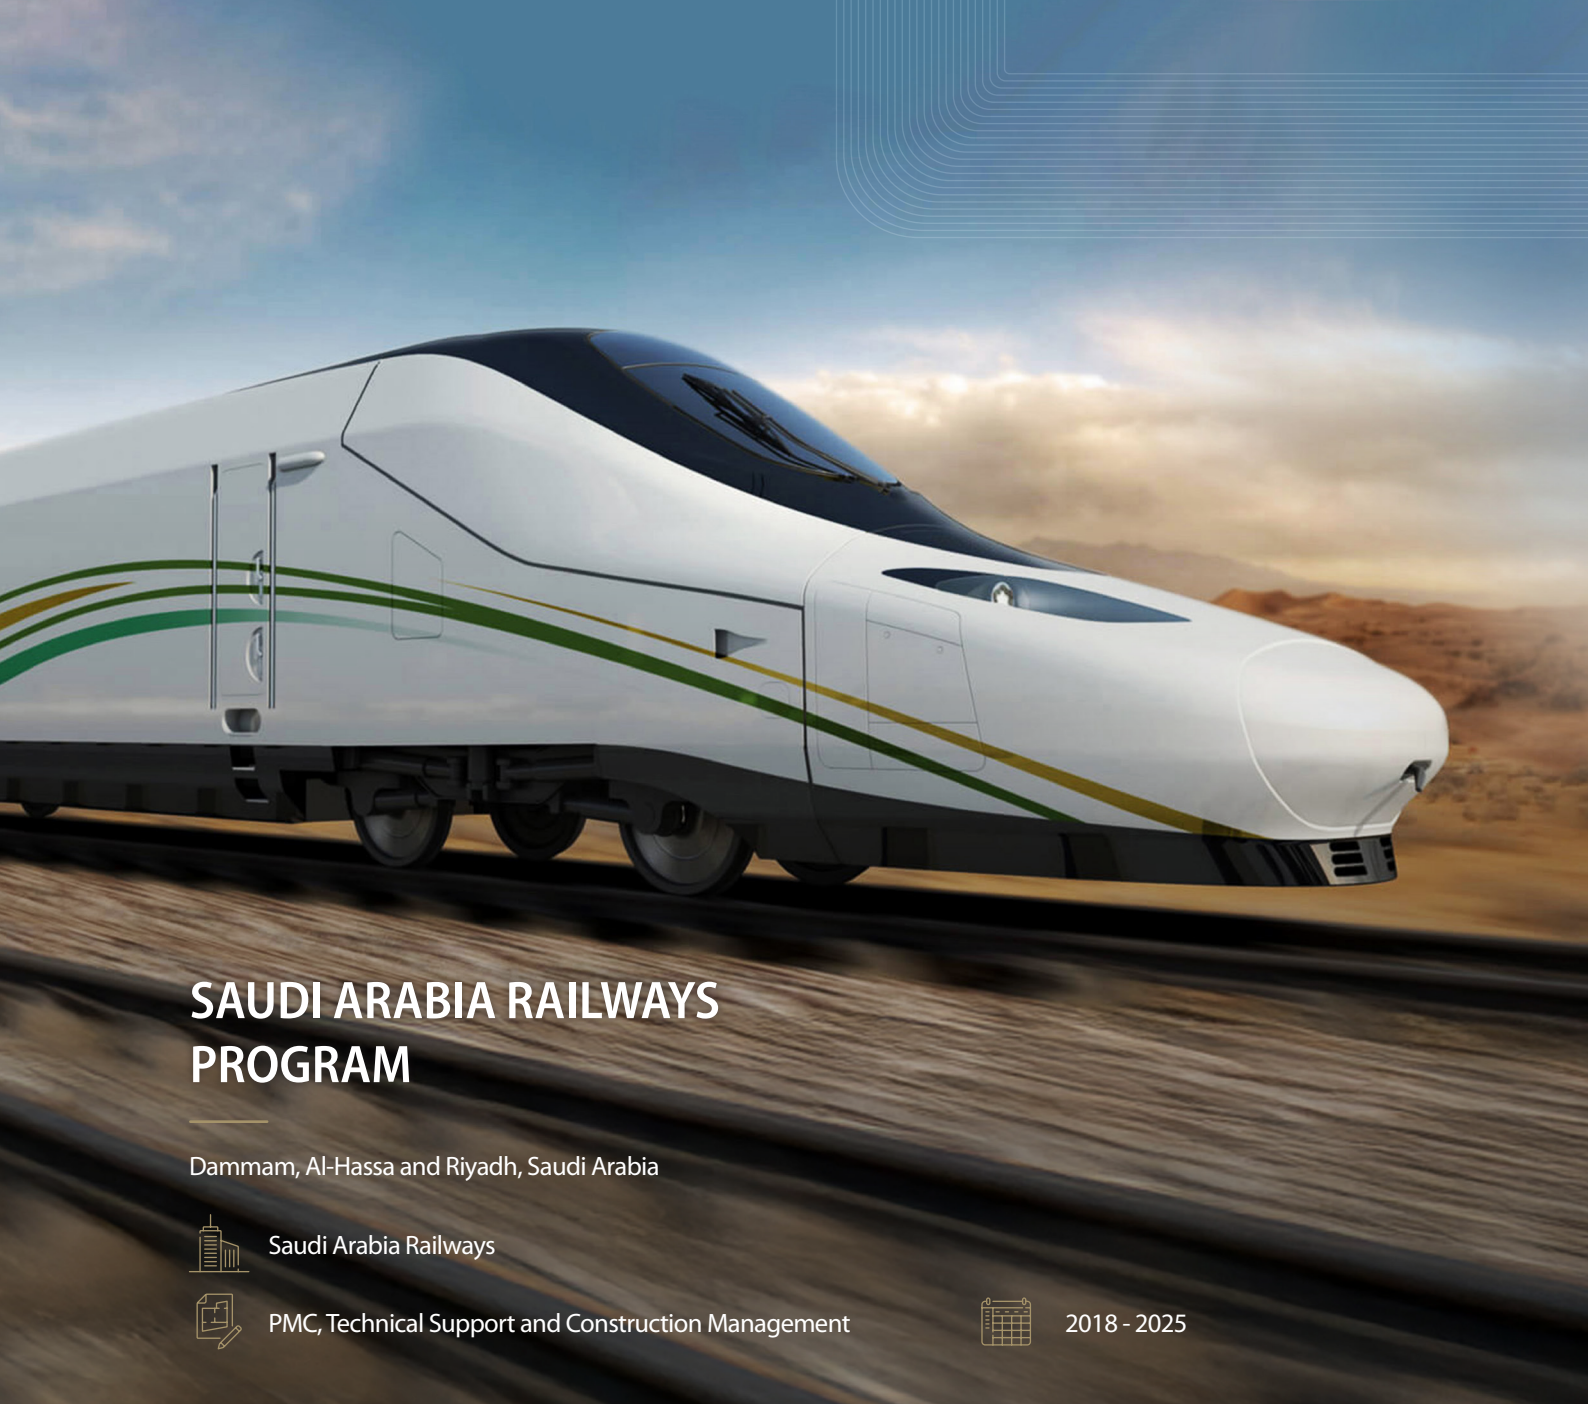 SAUDI ARABIA RAILWAYS
PROGRAM
Dammam, Al-Hassa and Riyadh, Saudi Arabia
Saudi Arabia Railways
PMC, Technical Support and Construction Management
2018 - 2025